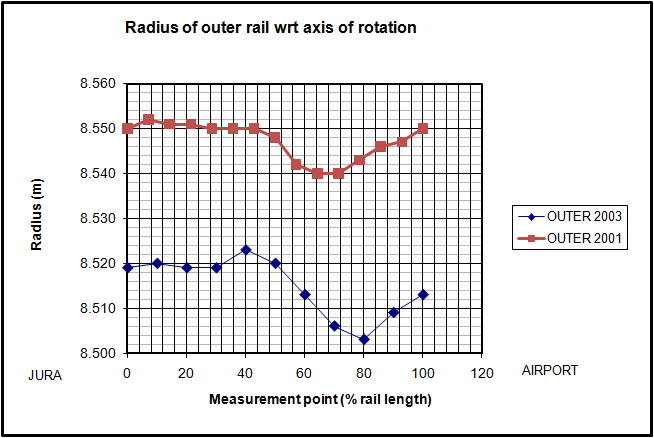 Radius of outer rail wrt axis of rotation
8.560
8.550
8.540
8.530
8.520
8.510
8.500
Radius (m)
OUTER 2003
OUTER 2001
0 20 40 60 80 100 120
JURA
AIRPORT
Measurement point (% rail length)